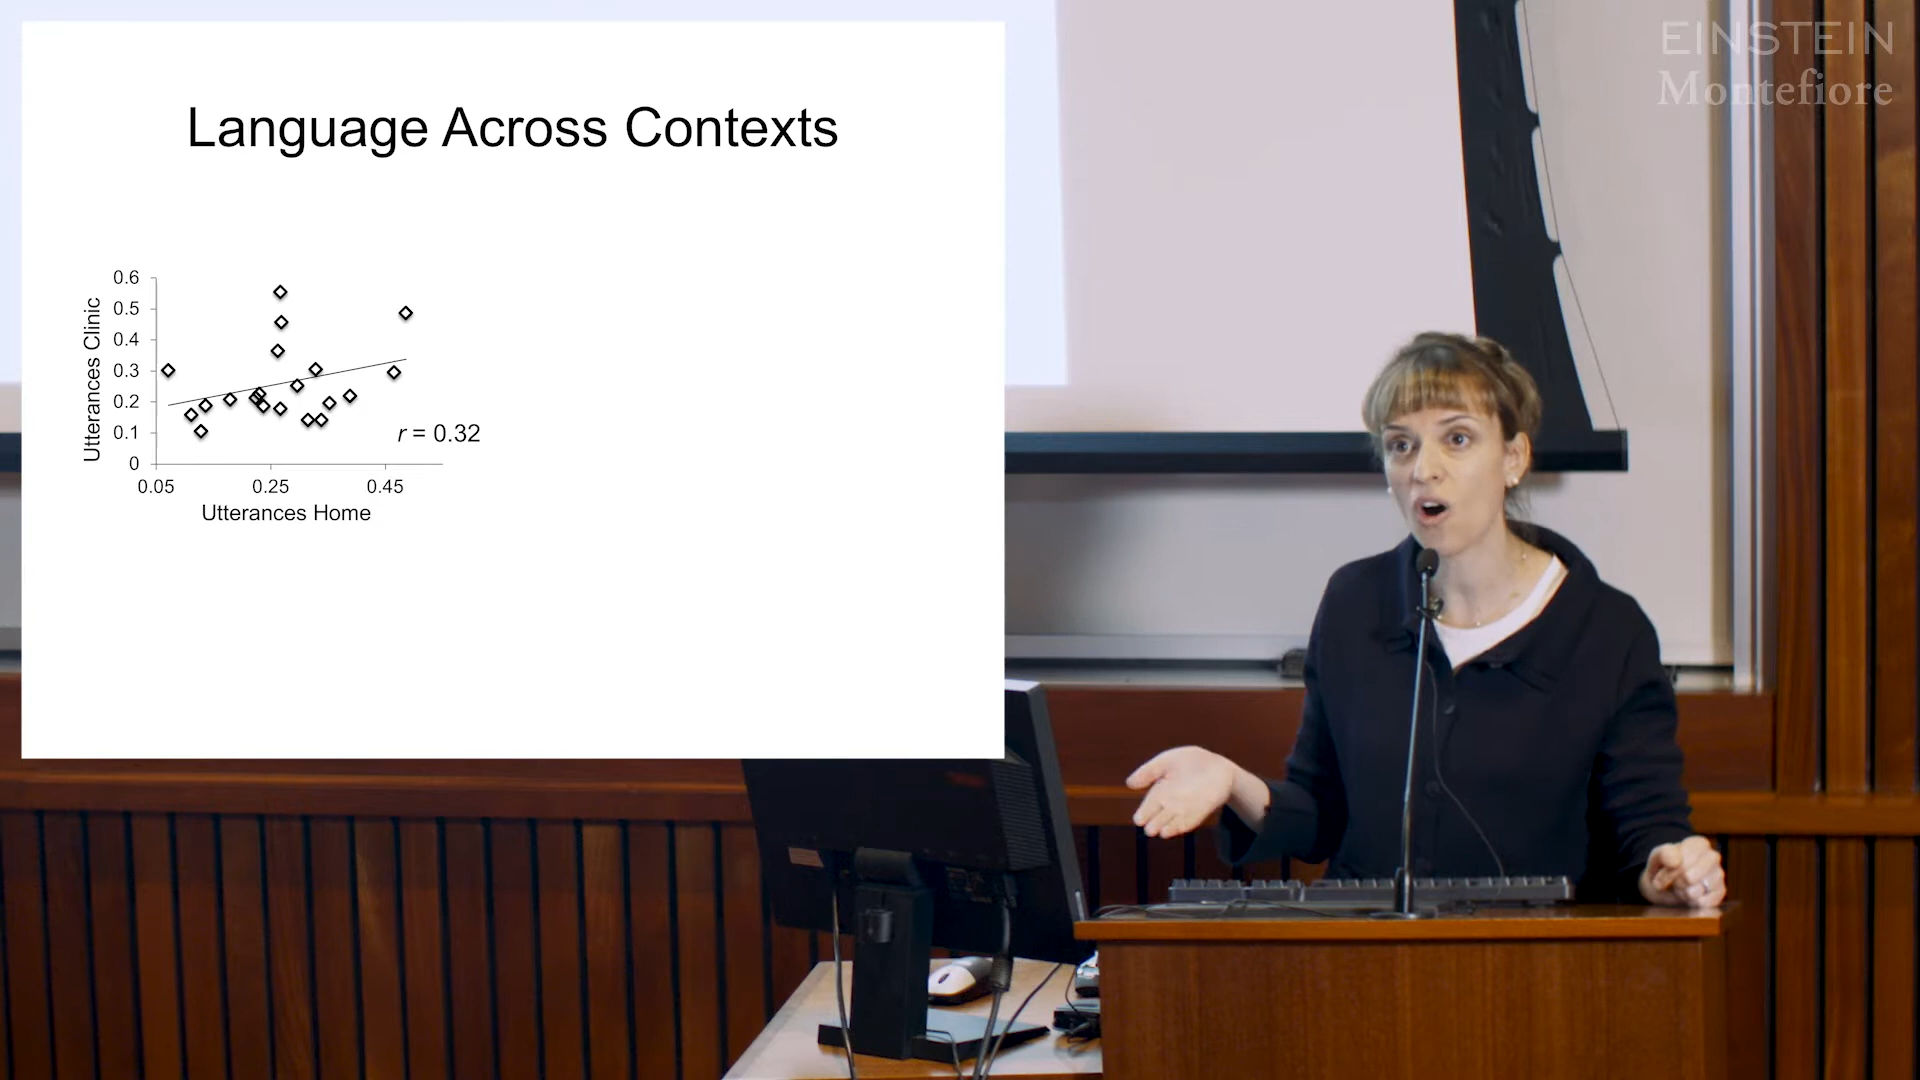 EINSTEIN
Montefiore
Language Across Contexts
0.6
0.5
0.4
0.3
0.2
0.1
0
Utterances Clinic
r = 0.32
0.05 0.25 0.45
Utterances Home